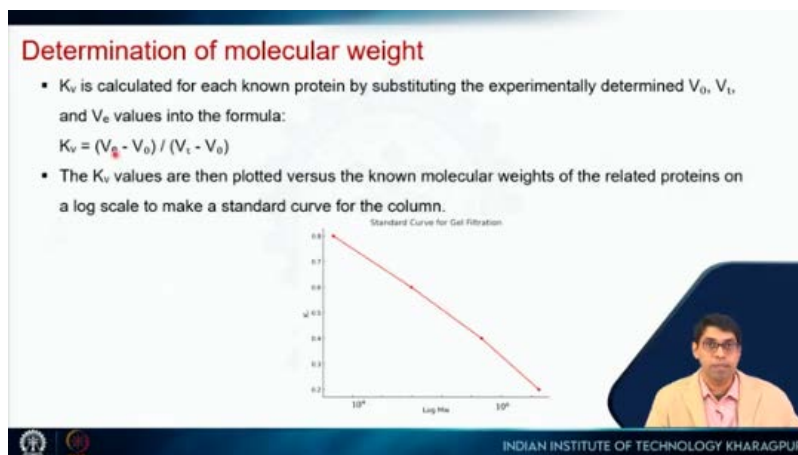 Determination of molecular weight
▪ Kᵥ is calculated for each known protein by substituting the experimentally determined V₀, Vₜ,
and Vₑ values into the formula:
Kᵥ = (Vₑ - V₀) / (Vₜ - V₀)
▪ The Kᵥ values are then plotted versus the known molecular weights of the related proteins on
a log scale to make a standard curve for the column.
Standard Curve for Gel Filtration
0.8
0.7
0.6
0.5
0.4
0.3
0.2
Kᵥ
10⁴
Log Mw
INDIAN INSTITUTE OF TECHNOLOGY KHARAGPUR